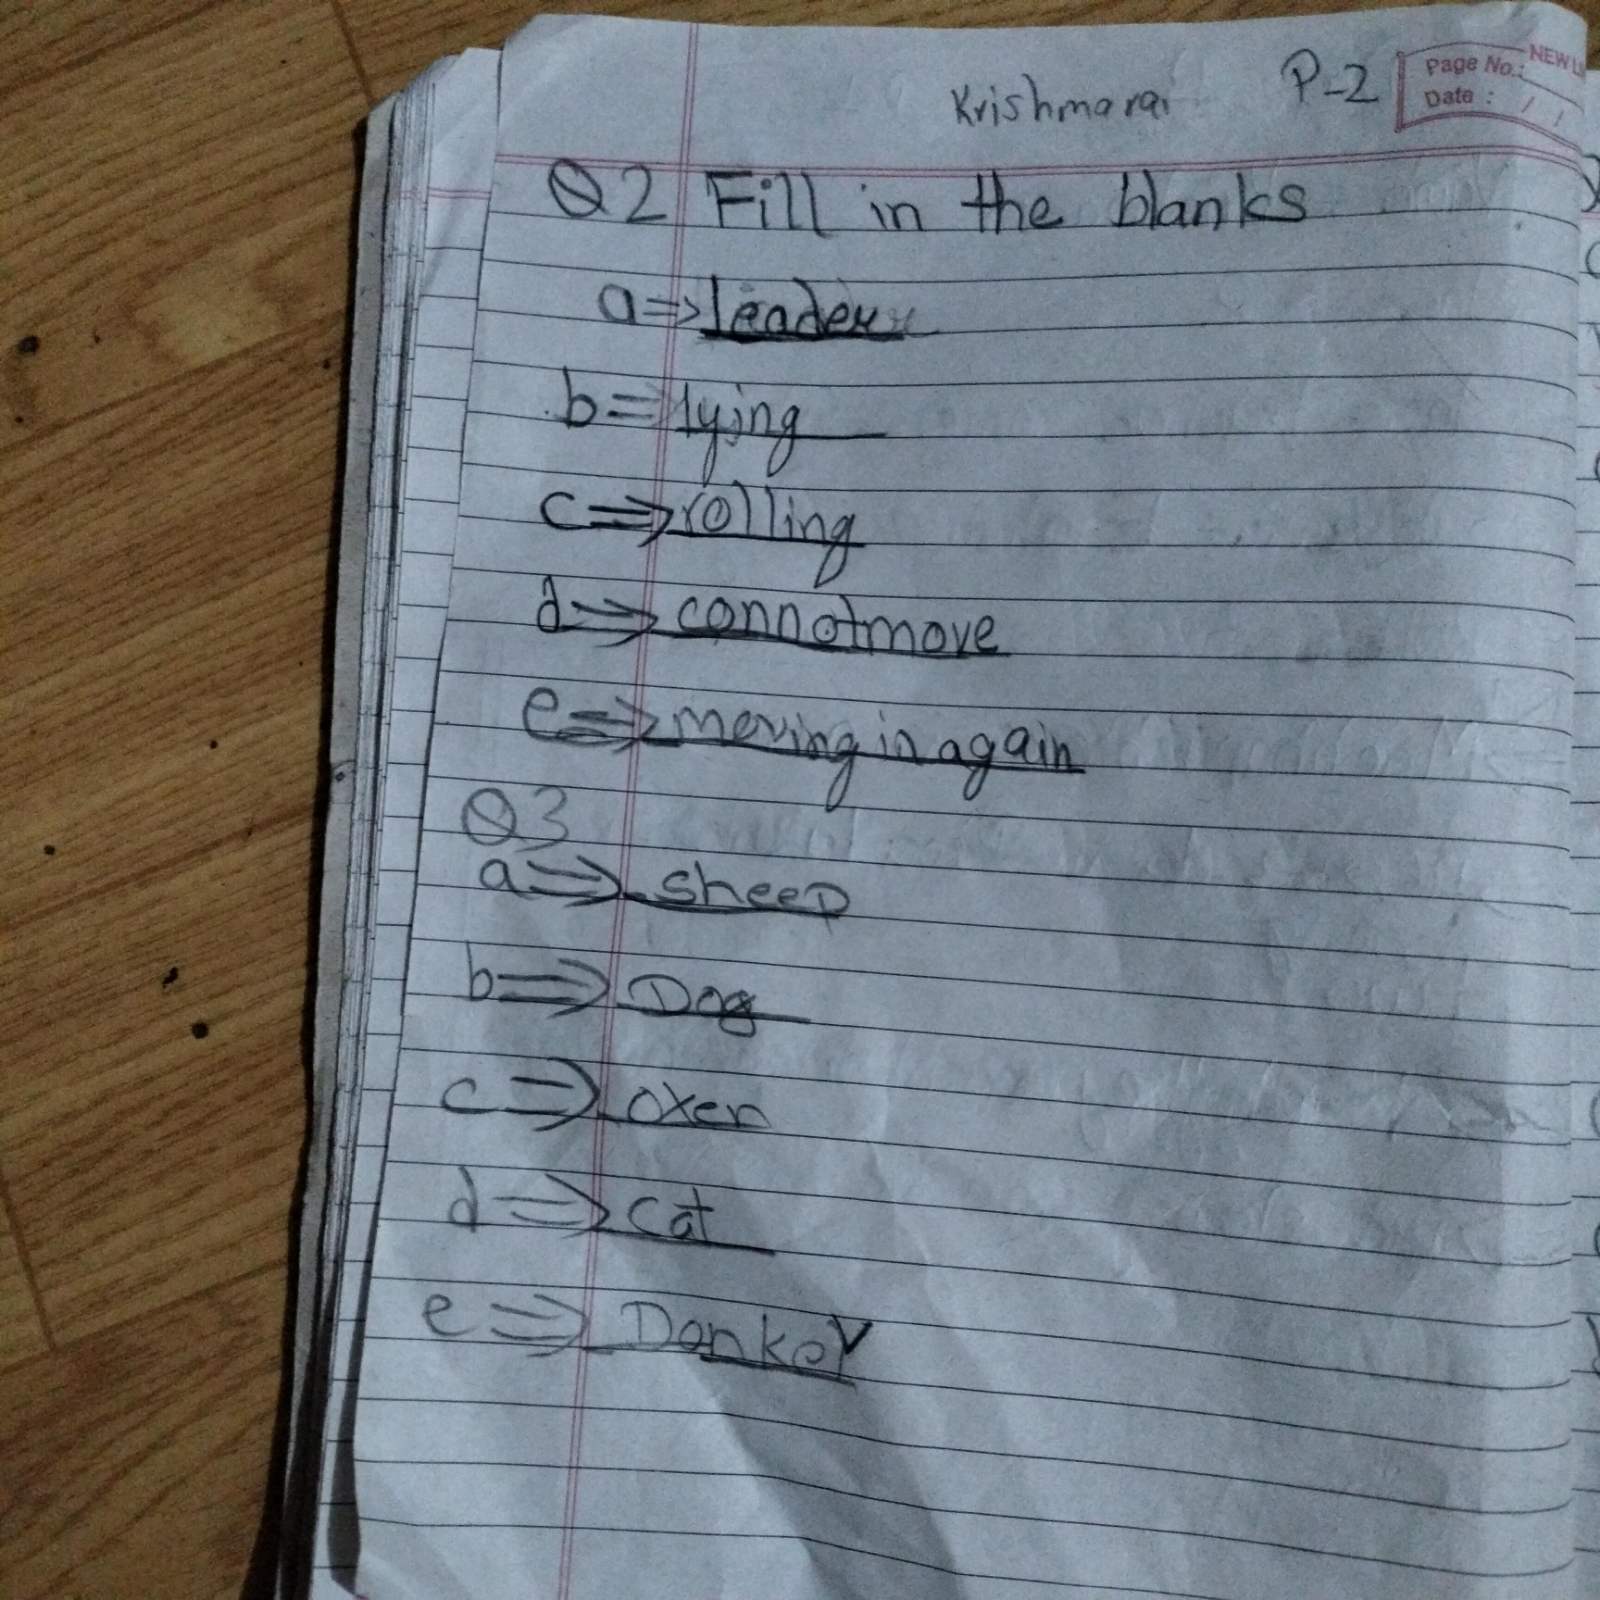 Krishmarai P-2
Page No.: NEW
Date : / /
Q2 Fill in the blanks
a=>leader
b=lying
c=>rolling
d=>connotmove
e=>moving in again
Q3
a=>sheep
b=>Dog
c=>oxen
d=>cat
e=>Donkey